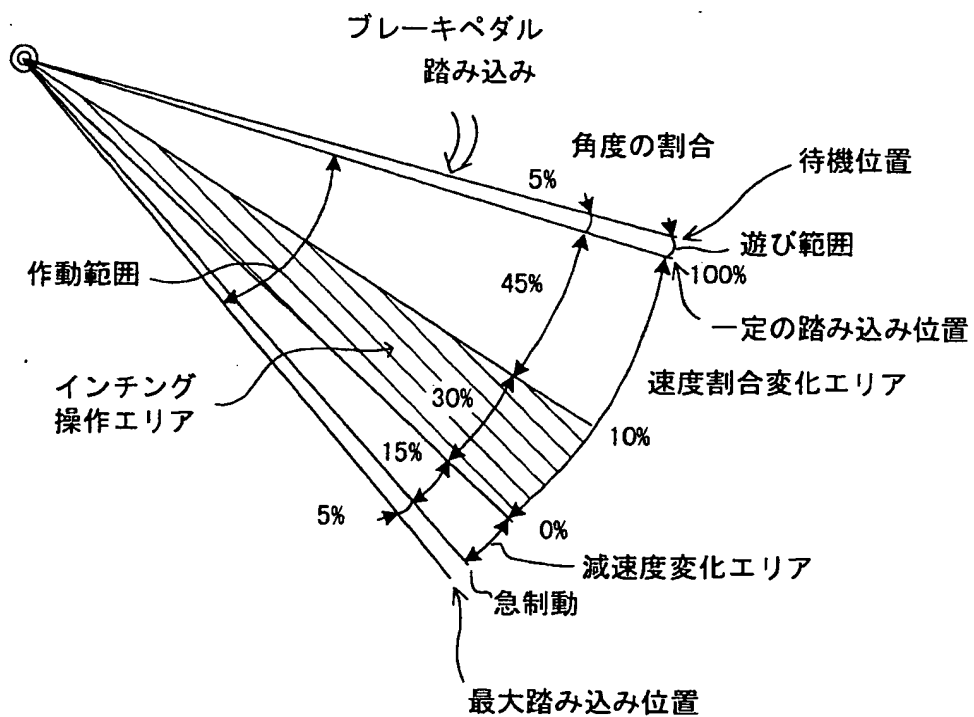 ブレーキペダル
踏み込み
角度の割合
待機位置
5%
遊び範囲
100%
作動範囲
45%
一定の踏み込み位置
速度割合変化エリア
インチング
操作エリア
30%
10%
15%
5%
0%
減速度変化エリア
急制動
最大踏み込み位置